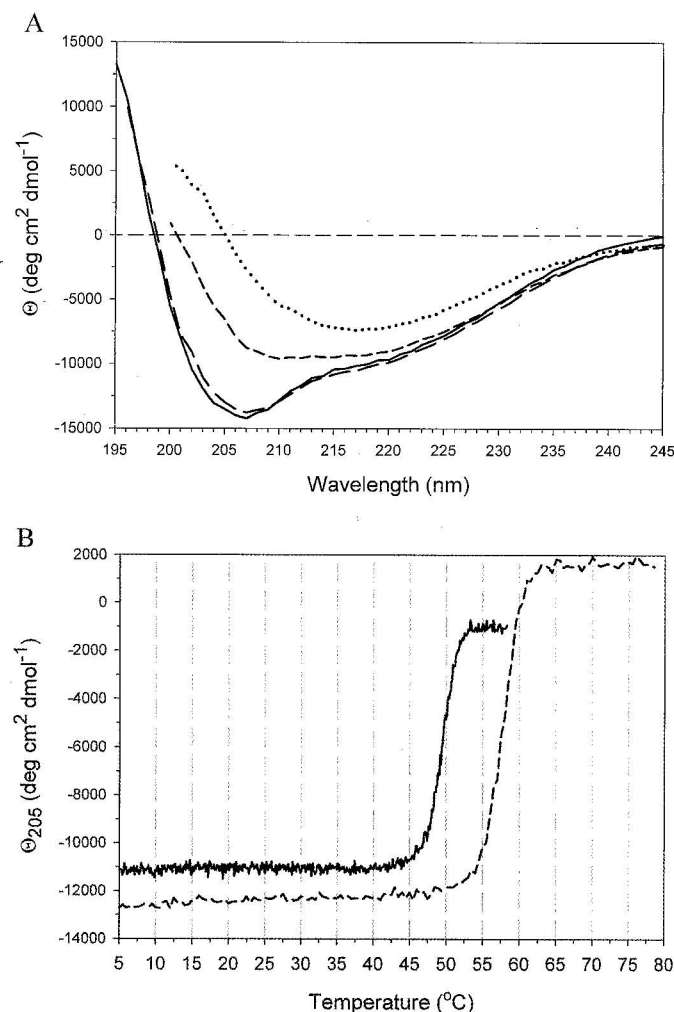 A
15000
10000
5000
0
-5000
-10000
-15000
Θ (deg cm² dmol⁻¹)
195 200 205 210 215 220 225 230 235 240 245
Wavelength (nm)
B
2000
0
-2000
-4000
-6000
-8000
-10000
-12000
-14000
Θ₂₀₅ (deg cm² dmol⁻¹)
5 10 15 20 25 30 35 40 45 50 55 60 65 70 75 80
Temperature (°C)